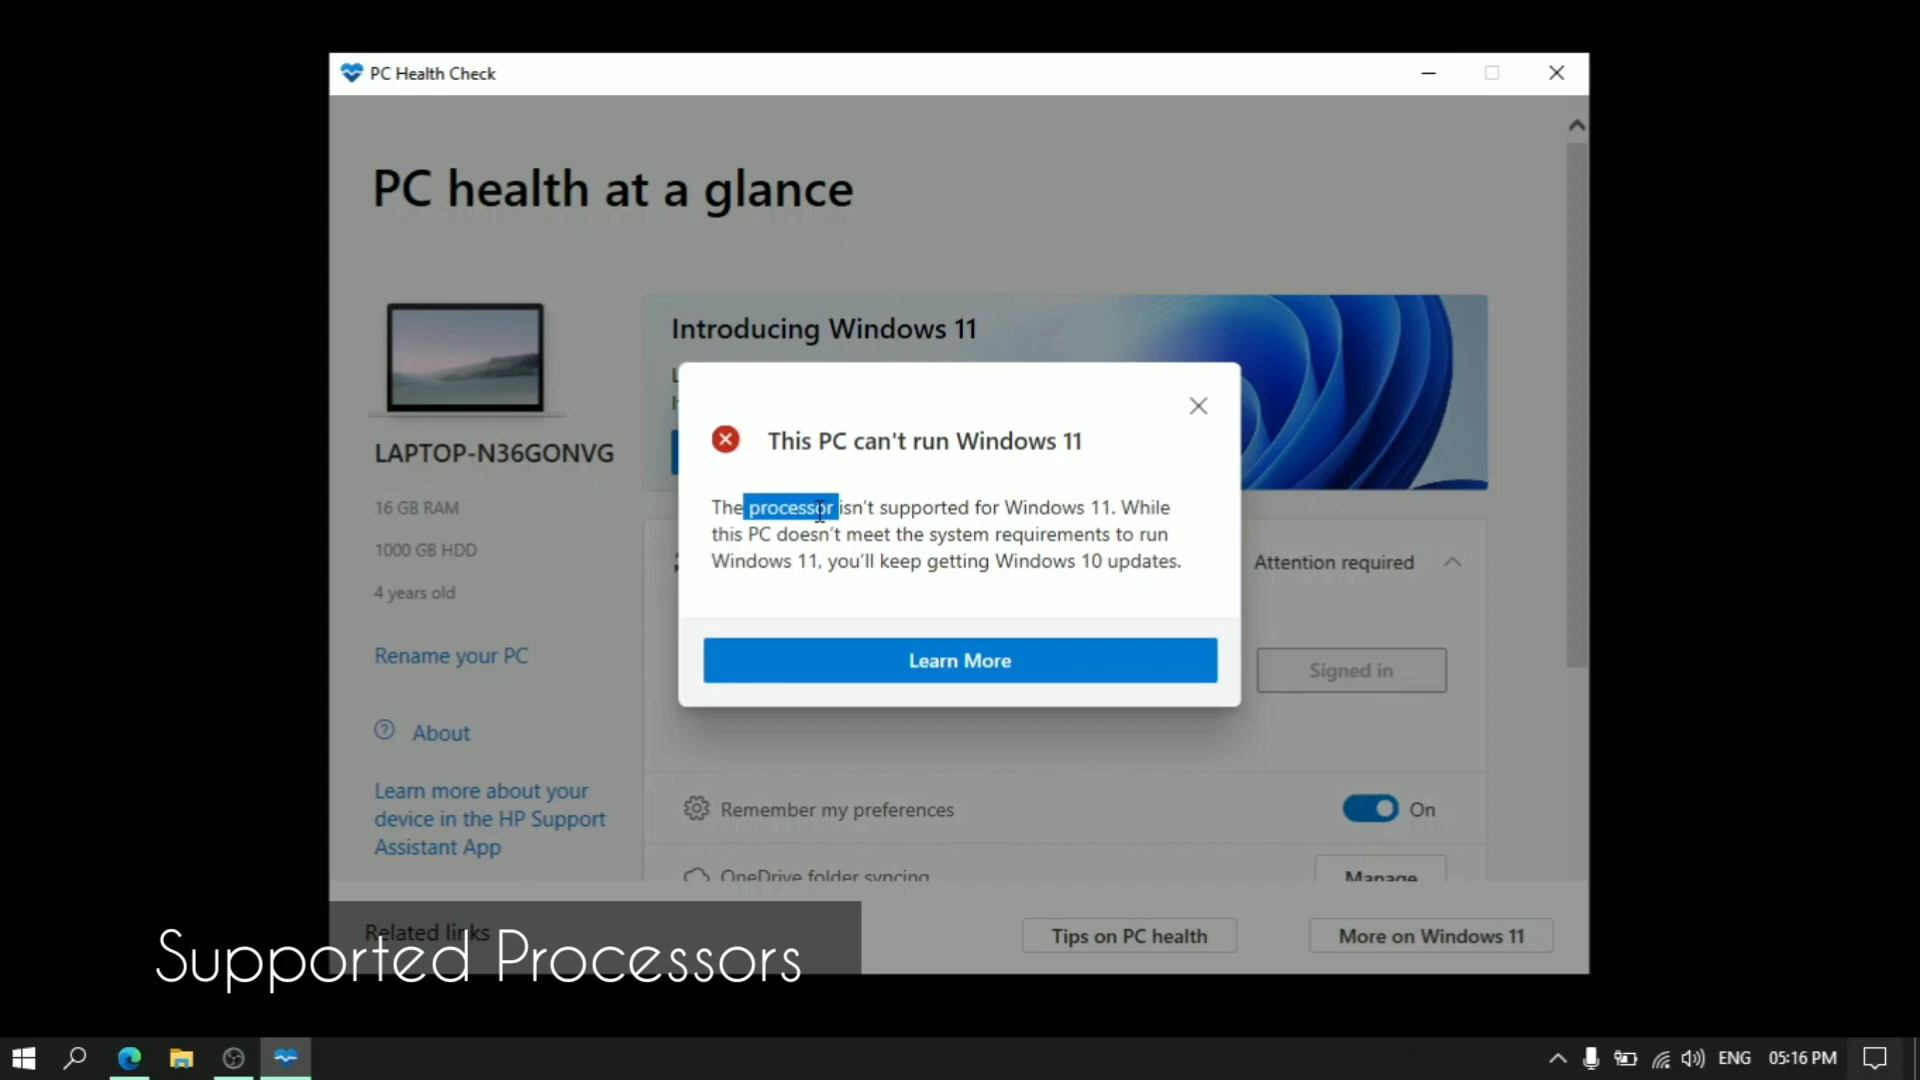 PC Health Check
PC health at a glance
Introducing Windows 11
LAPTOP-N36GONVG
16 GB RAM
1000 GB HDD
4 years old
Rename your PC
About
Learn more about your
device in the HP Support
Assistant App
This PC can't run Windows 11
The processor isn't supported for Windows 11. While
this PC doesn't meet the system requirements to run
Windows 11, you'll keep getting Windows 10 updates.
Learn More
Attention required
Signed in
Remember my preferences
On
OneDrive folder syncing
Manage
Related links
Tips on PC health
More on Windows 11
Supported Processors
ENG
05:16 PM